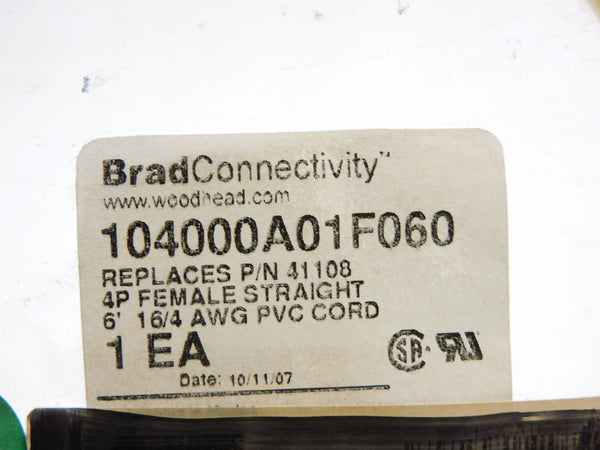 BradConnectivity™
www.woodhead.com
104000A01F060
REPLACES P/N 41108
4P FEMALE STRAIGHT
6' 16/4 AWG PVC CORD
1 EA
Date: 10/11/07